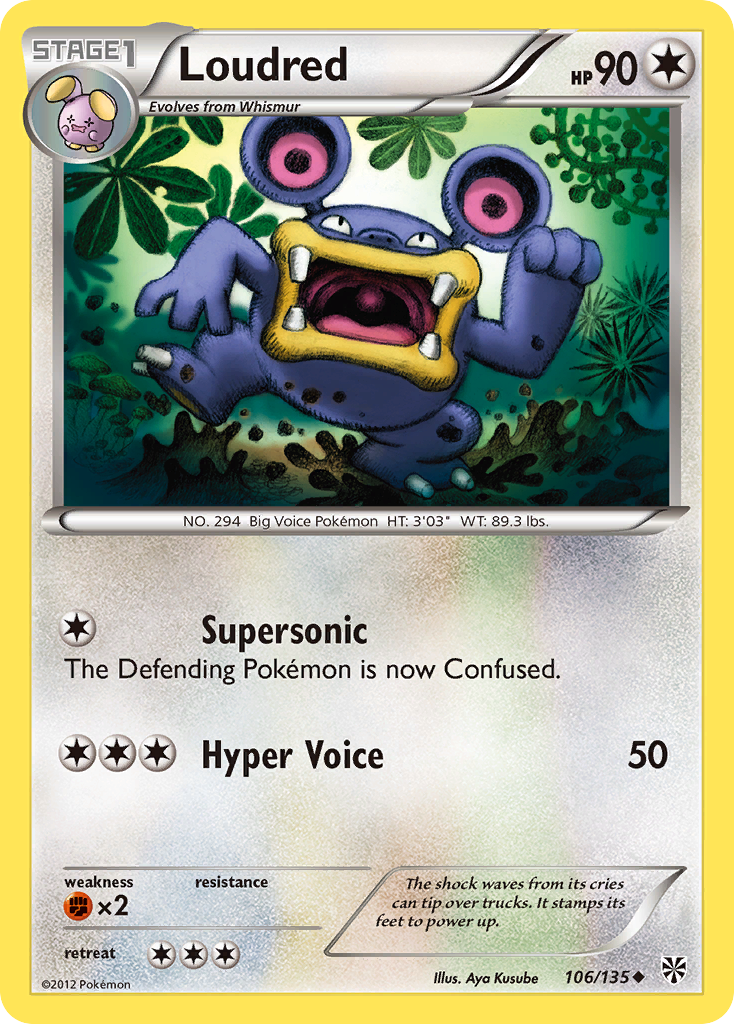 STAGE1
Loudred
HP 90
Evolves from Whismur
NO. 294 Big Voice Pokémon HT: 3'03" WT: 89.3 lbs.
Supersonic
The Defending Pokémon is now Confused.
Hyper Voice 50
weakness resistance
×2
The shock waves from its cries
can tip over trucks. It stamps its
feet to power up.
retreat
©2012 Pokémon
Illus. Aya Kusube 106/135